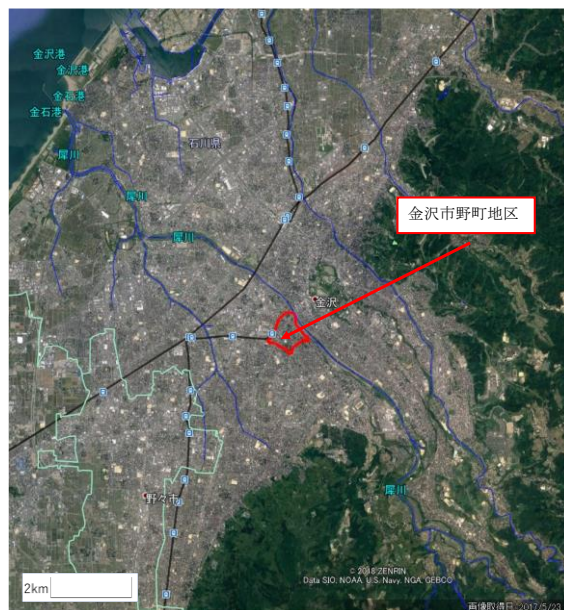 金沢港
金沢港
金石港
金石港
犀川
石川県
犀川
犀川
金沢市野町地区
金沢
野々市
犀川
2km
© 2018 ZENRIN
Data SIO, NOAA, U.S. Navy, NGA, GEBCO
画像取得日: 2017/5/23